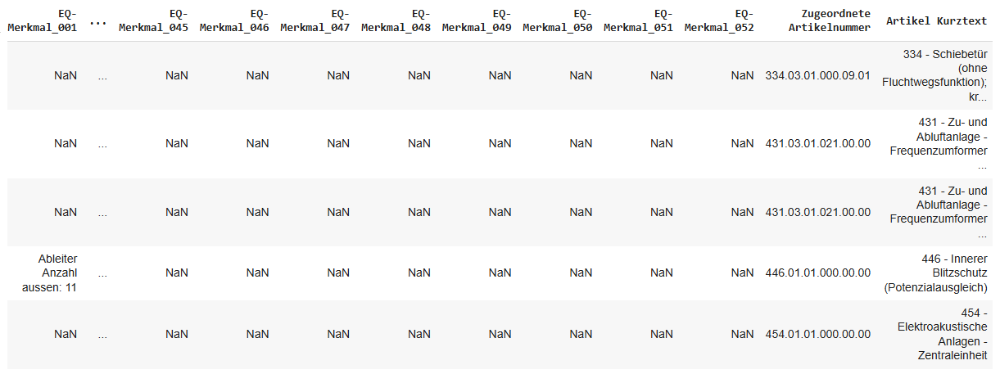 EQ-Merkmal_001 ... EQ-Merkmal_045 EQ-Merkmal_046 EQ-Merkmal_047 EQ-Merkmal_048 EQ-Merkmal_049 EQ-Merkmal_050 EQ-Merkmal_051 EQ-Merkmal_052 Zugeordnete Artikelnummer Artikel Kurztext
NaN ... NaN NaN NaN NaN NaN NaN NaN NaN 334.03.01.000.09.01 334 - Schiebetür (ohne Fluchtwegsfunktion); kr...
NaN ... NaN NaN NaN NaN NaN NaN NaN NaN 431.03.01.021.00.00 431 - Zu- und Abluftanlage - Frequenzumformer ...
NaN ... NaN NaN NaN NaN NaN NaN NaN NaN 431.03.01.021.00.00 431 - Zu- und Abluftanlage - Frequenzumformer ...
Ableiter Anzahl aussen: 11 ... NaN NaN NaN NaN NaN NaN NaN NaN 446.01.01.000.00.00 446 - Innerer Blitzschutz (Potenzialausgleich)
NaN ... NaN NaN NaN NaN NaN NaN NaN NaN 454.01.01.000.00.00 454 - Elektroakustische Anlagen - Zentraleinheit